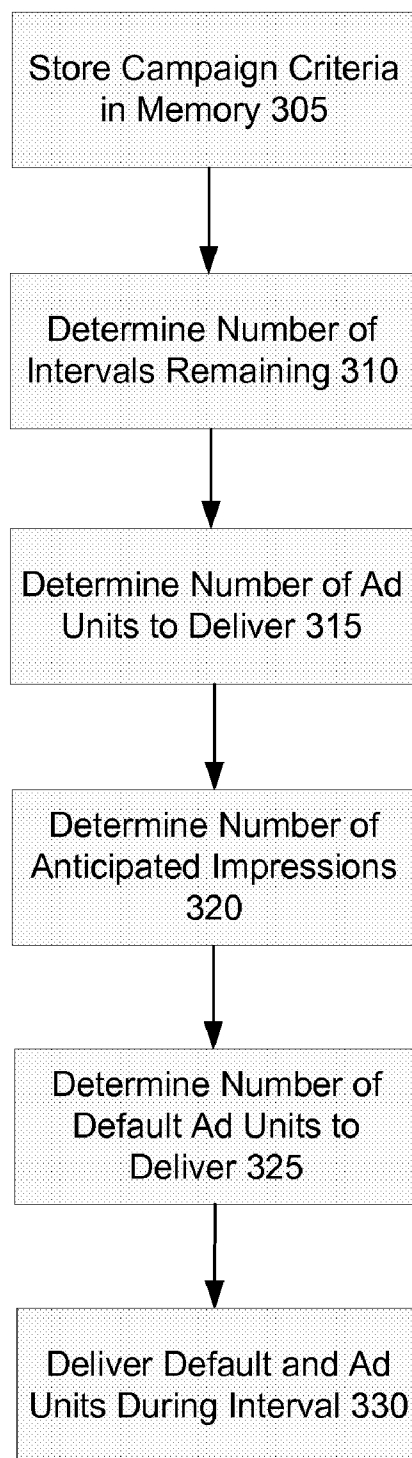 Store Campaign Criteria
in Memory 305
Determine Number of
Intervals Remaining 310
Determine Number of Ad
Units to Deliver 315
Determine Number of
Anticipated Impressions
320
Determine Number of
Default Ad Units to
Deliver 325
Deliver Default and Ad
Units During Interval 330